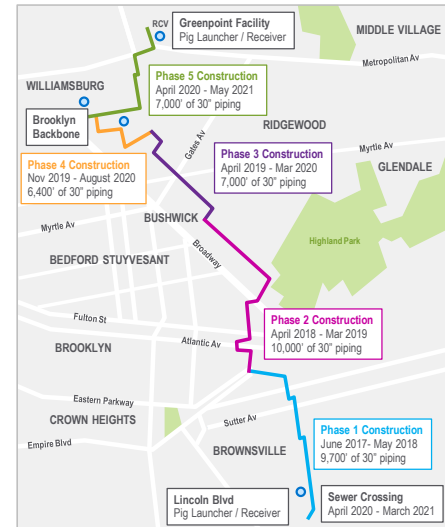 RCV
Greenpoint Facility
Pig Launcher / Receiver
MIDDLE VILLAGE
Metropolitan Av
WILLIAMSBURG
Phase 5 Construction
April 2020 - May 2021
7,000' of 30" piping
Brooklyn
Backbone
RIDGEWOOD
Gates Av
Phase 4 Construction
Nov 2019 - August 2020
6,400' of 30" piping
Phase 3 Construction
April 2019 - Mar 2020
7,000' of 30" piping
Myrtle Av
GLENDALE
BUSHWICK
Myrtle Av
Broadway
Highland Park
BEDFORD STUYVESANT
Phase 2 Construction
April 2018 - Mar 2019
10,000' of 30" piping
Fulton St
Atlantic Av
BROOKLYN
Eastern Parkway
CROWN HEIGHTS
Sutter Av
Empire Blvd
BROWNSVILLE
Phase 1 Construction
June 2017- May 2018
9,700' of 30" piping
Lincoln Blvd
Pig Launcher / Receiver
Sewer Crossing
April 2020 - March 2021